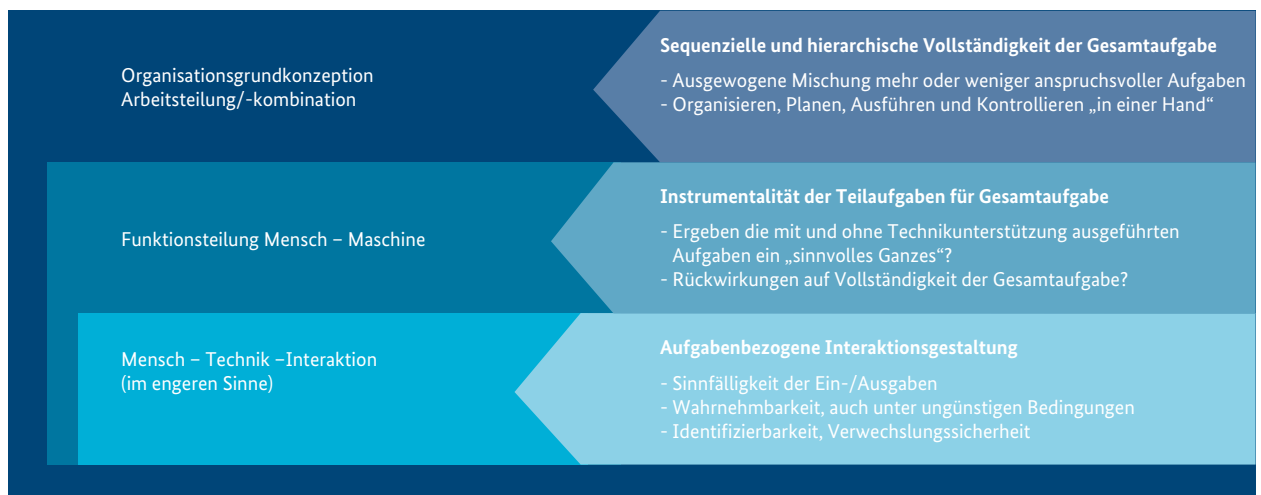 Organisationsgrundkonzeption
Arbeitsteilung/-kombination
Sequenzielle und hierarchische Vollständigkeit der Gesamtaufgabe
- Ausgewogene Mischung mehr oder weniger anspruchsvoller Aufgaben
- Organisieren, Planen, Ausführen und Kontrollieren „in einer Hand“
Funktionsteilung Mensch – Maschine
Instrumentalität der Teilaufgaben für Gesamtaufgabe
- Ergeben die mit und ohne Technikunterstützung ausgeführten
Aufgaben ein „sinnvolles Ganzes“?
- Rückwirkungen auf Vollständigkeit der Gesamtaufgabe?
Mensch – Technik –Interaktion
(im engeren Sinne)
Aufgabenbezogene Interaktionsgestaltung
- Sinnfälligkeit der Ein-/Ausgaben
- Wahrnehmbarkeit, auch unter ungünstigen Bedingungen
- Identifizierbarkeit, Verwechslungssicherheit